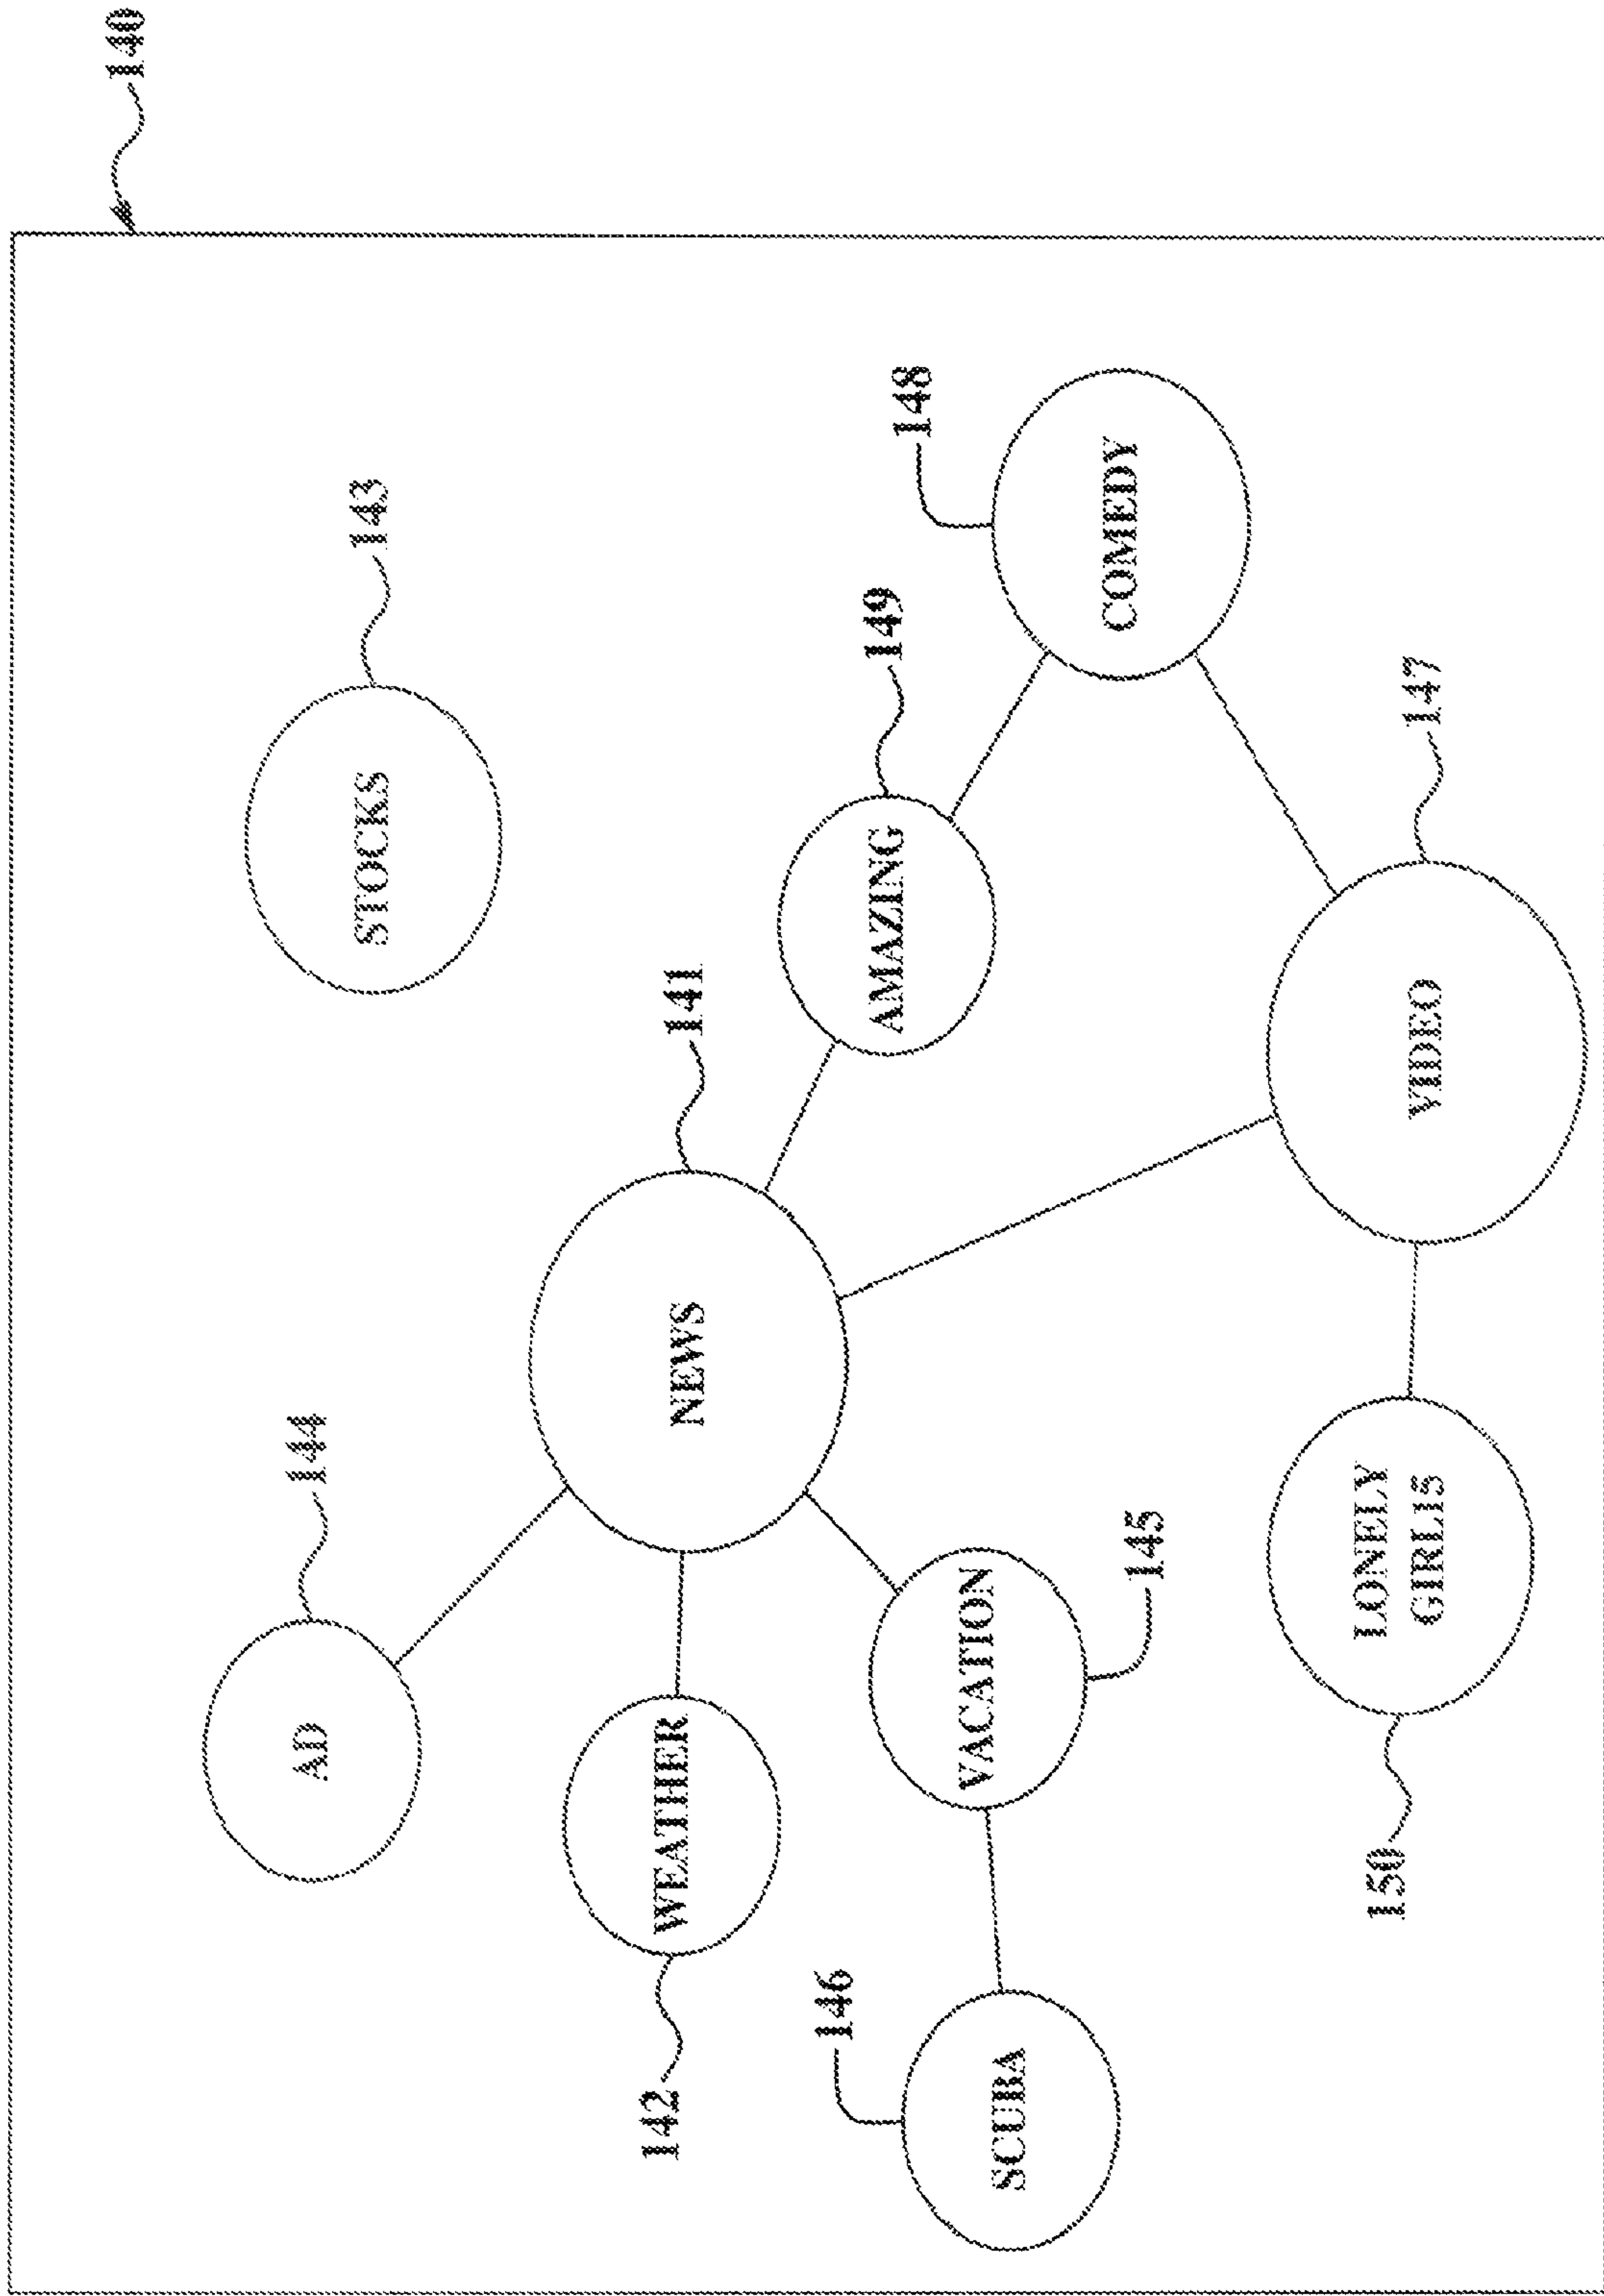 140
AD
144
STOCKS
143
142
WEATHER
NEWS
141
146
SCUBA
VACATION
145
AMAZING
149
COMEDY
148
150
LONELY
GIRL15
VIDEO
147